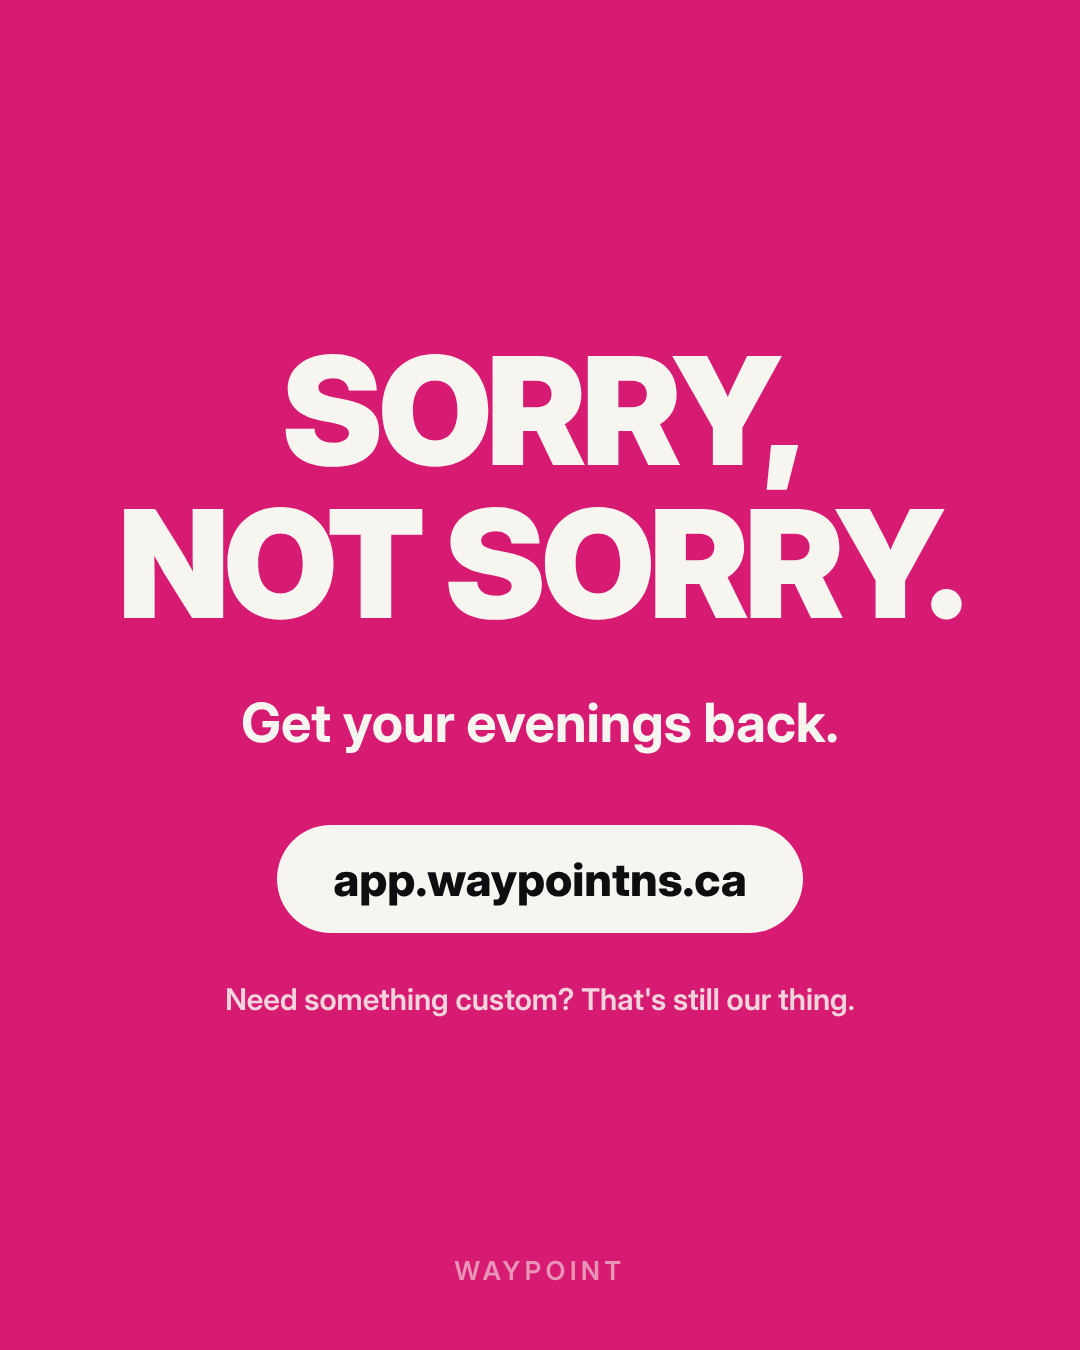 SORRY,
NOT SORRY.
Get your evenings back.
app.waypointns.ca
Need something custom? That's still our thing.
WAYPOINT